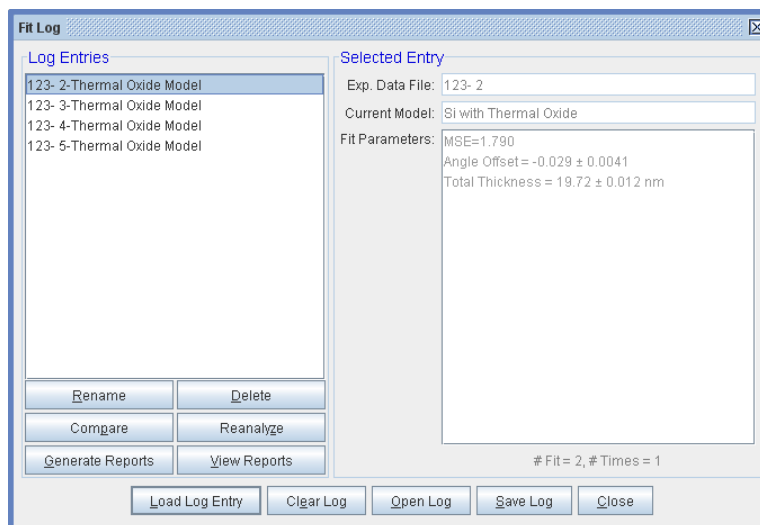 Fit Log
Log Entries
123- 2-Thermal Oxide Model
123- 3-Thermal Oxide Model
123- 4-Thermal Oxide Model
123- 5-Thermal Oxide Model
Rename
Delete
Compare
Reanalyze
Generate Reports
View Reports
Selected Entry
Exp. Data File: 123- 2
Current Model: Si with Thermal Oxide
Fit Parameters: MSE=1.790
Angle Offset = -0.029 ± 0.0041
Total Thickness = 19.72 ± 0.012 nm
# Fit = 2, # Times = 1
Load Log Entry
Clear Log
Open Log
Save Log
Close